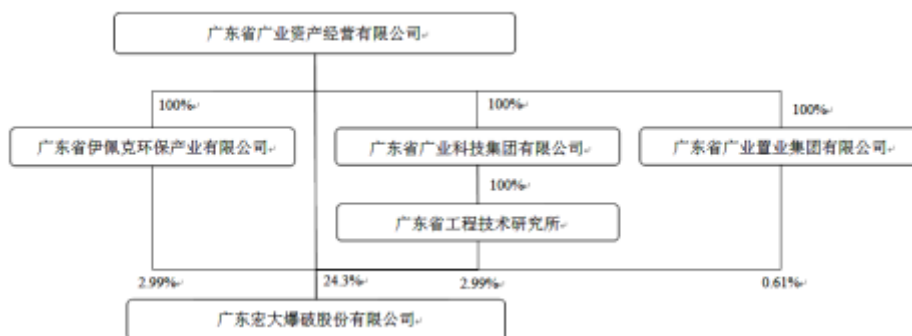 广东省广业资产经营有限公司
100% 100% 100%
广东省伊佩克环保产业有限公司 广东省广业科技集团有限公司 广东省广业置业集团有限公司
100%
广东省工程技术研究所
2.99% 24.3% 2.99% 0.61%
广东宏大爆破股份有限公司